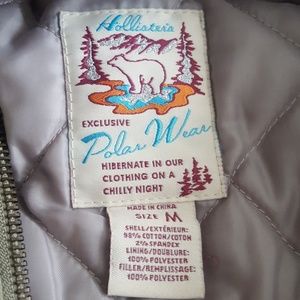 Hollister's
EXCLUSIVE
Polar Wear
HIBERNATE IN OUR
CLOTHING ON A
CHILLY NIGHT
MADE IN CHINA
SIZE M
SHELL/EXTÉRIEUR:
98% COTTON/COTON
2% SPANDEX
LINING/DOUBLURE:
100% POLYESTER
FILLER/REMPLISSAGE:
100% POLYESTER